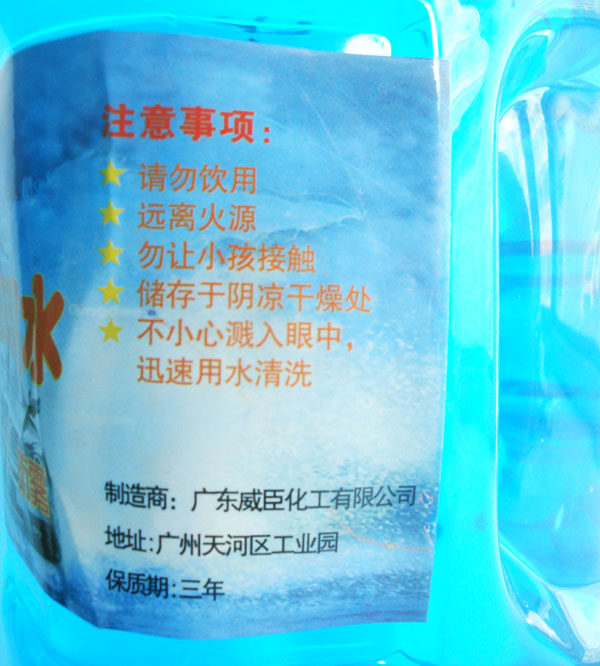 注意事项：
★ 请勿饮用
★ 远离火源
★ 勿让小孩接触
★ 储存于阴凉干燥处
★ 不小心溅入眼中，
迅速用水清洗
水
制造商：广东威臣化工有限公司
地址：广州天河区工业园
保质期：三年